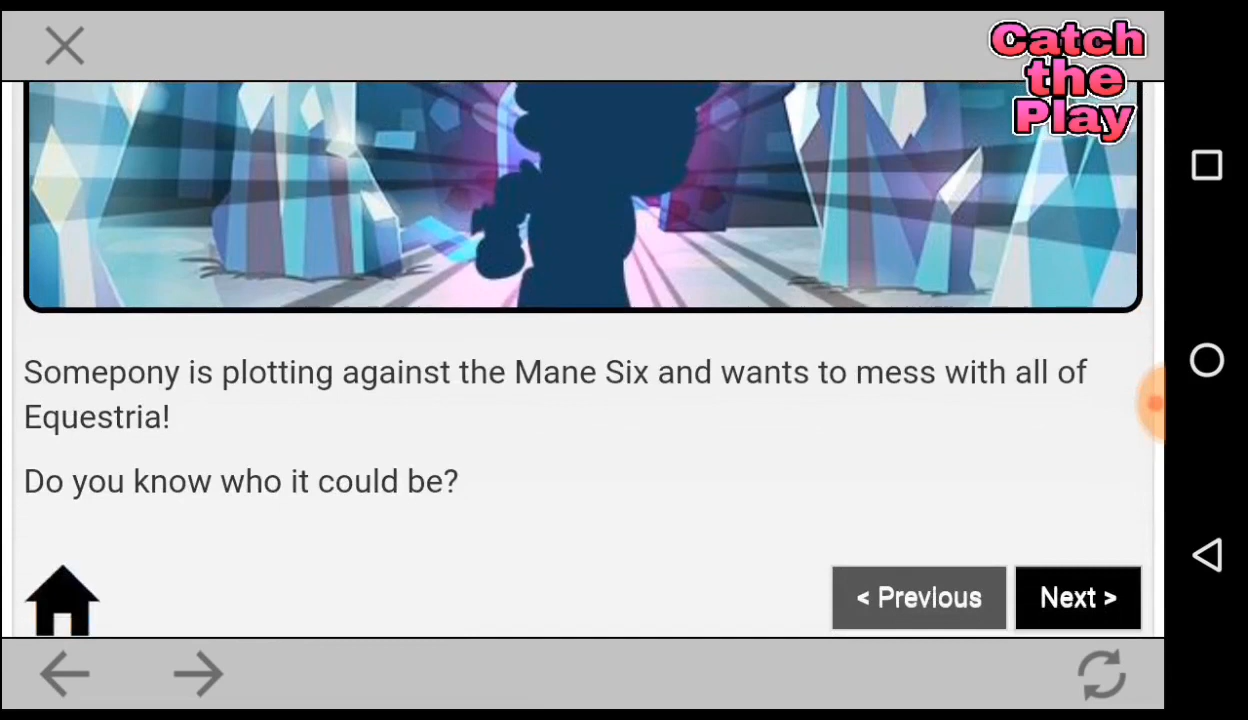 Catch
the
Play
Somepony is plotting against the Mane Six and wants to mess with all of
Equestria!
Do you know who it could be?
< Previous
Next >